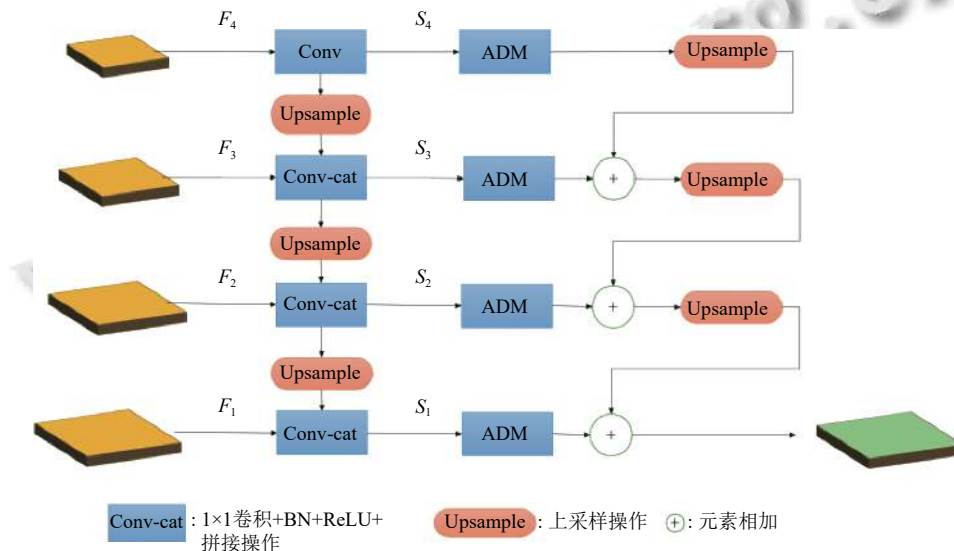 F4 S4
Conv ADM Upsample
Upsample
F3 S3
Conv-cat ADM + Upsample
Upsample
F2 S2
Conv-cat ADM + Upsample
Upsample
F1 S1
Conv-cat ADM +
Conv-cat : 1×1卷积+BN+ReLU+ Upsample : 上采样操作 + : 元素相加
拼接操作